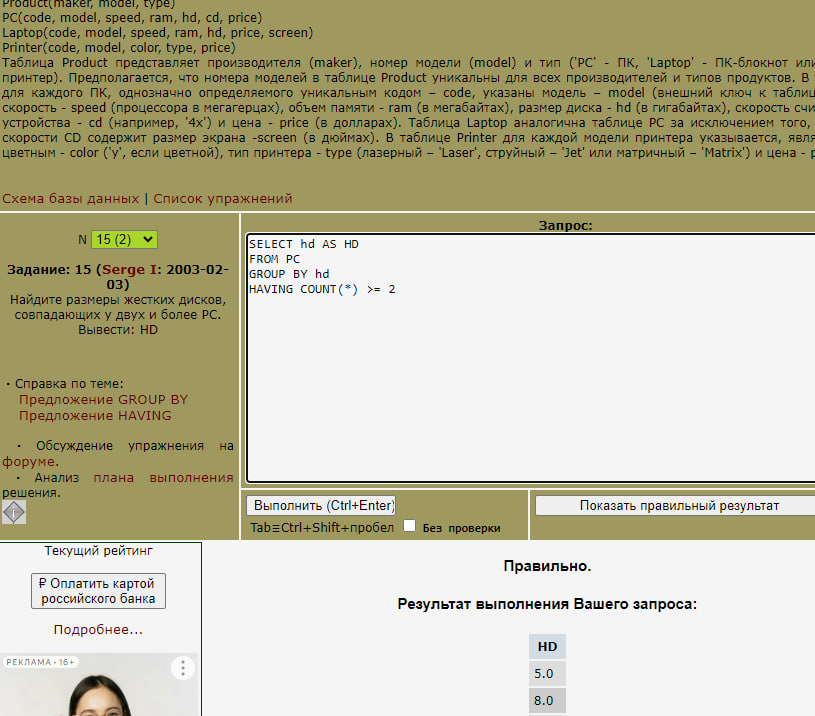 Product(maker, model, type)
PC(code, model, speed, ram, hd, cd, price)
Laptop(code, model, speed, ram, hd, price, screen)
Printer(code, model, color, type, price)
Таблица Product представляет производителя (maker), номер модели (model) и тип ('PC' - ПК, 'Laptop' - ПК-блокнот или
принтер). Предполагается, что номера моделей в таблице Product уникальны для всех производителей и типов продуктов. В
для каждого ПК, однозначно определяемого уникальным кодом – code, указаны модель – model (внешний ключ к таблиц
скорость - speed (процессора в мегагерцах), объем памяти - ram (в мегабайтах), размер диска - hd (в гигабайтах), скорость счи
устройства - cd (например, '4x') и цена - price (в долларах). Таблица Laptop аналогична таблице РС за исключением того,
скорости CD содержит размер экрана -screen (в дюймах). В таблице Printer для каждой модели принтера указывается, явля
цветным - color ('y', если цветной), тип принтера - type (лазерный – 'Laser', струйный – 'Jet' или матричный – 'Matrix') и цена - p
Схема базы данных | Список упражнений
N 15 (2)
Задание: 15 (Serge I: 2003-02-
03)
Найдите размеры жестких дисков,
совпадающих у двух и более PC.
Вывести: HD
· Справка по теме:
Предложение GROUP BY
Предложение HAVING
· Обсуждение упражнения на
форуме.
· Анализ плана выполнения
решения.
Запрос:
SELECT hd AS HD
FROM PC
GROUP BY hd
HAVING COUNT(*) >= 2
Выполнить (Ctrl+Enter)
Показать правильный результат
Tab≡Ctrl+Shift+пробел
Без проверки
Текущий рейтинг
₽ Оплатить картой
российского банка
Подробнее...
РЕКЛАМА • 16+
Правильно.
Результат выполнения Вашего запроса:
HD
5.0
8.0